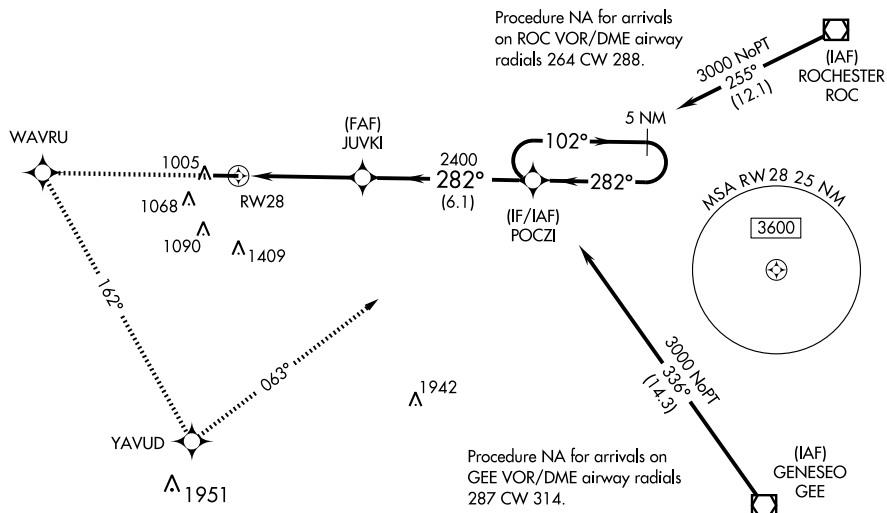 Procedure NA for arrivals
on ROC VOR/DME airway
radials 264 CW 288.
(IAF)
ROCHESTER
ROC
3000 NoPT
255°
(12.1)
5 NM
102°
282°
WAVRU
1005
RW28
(FAF)
JUVKI
2400
282°
(6.1)
(IF/IAF)
POCZI
1068
1090
1409
MSA RW 28 25 NM
3600
162°
063°
3000 NoPT
336°
(14.3)
1942
YAVUD
1951
Procedure NA for arrivals on
GEE VOR/DME airway radials
287 CW 314.
(IAF)
GENESEO
GEE